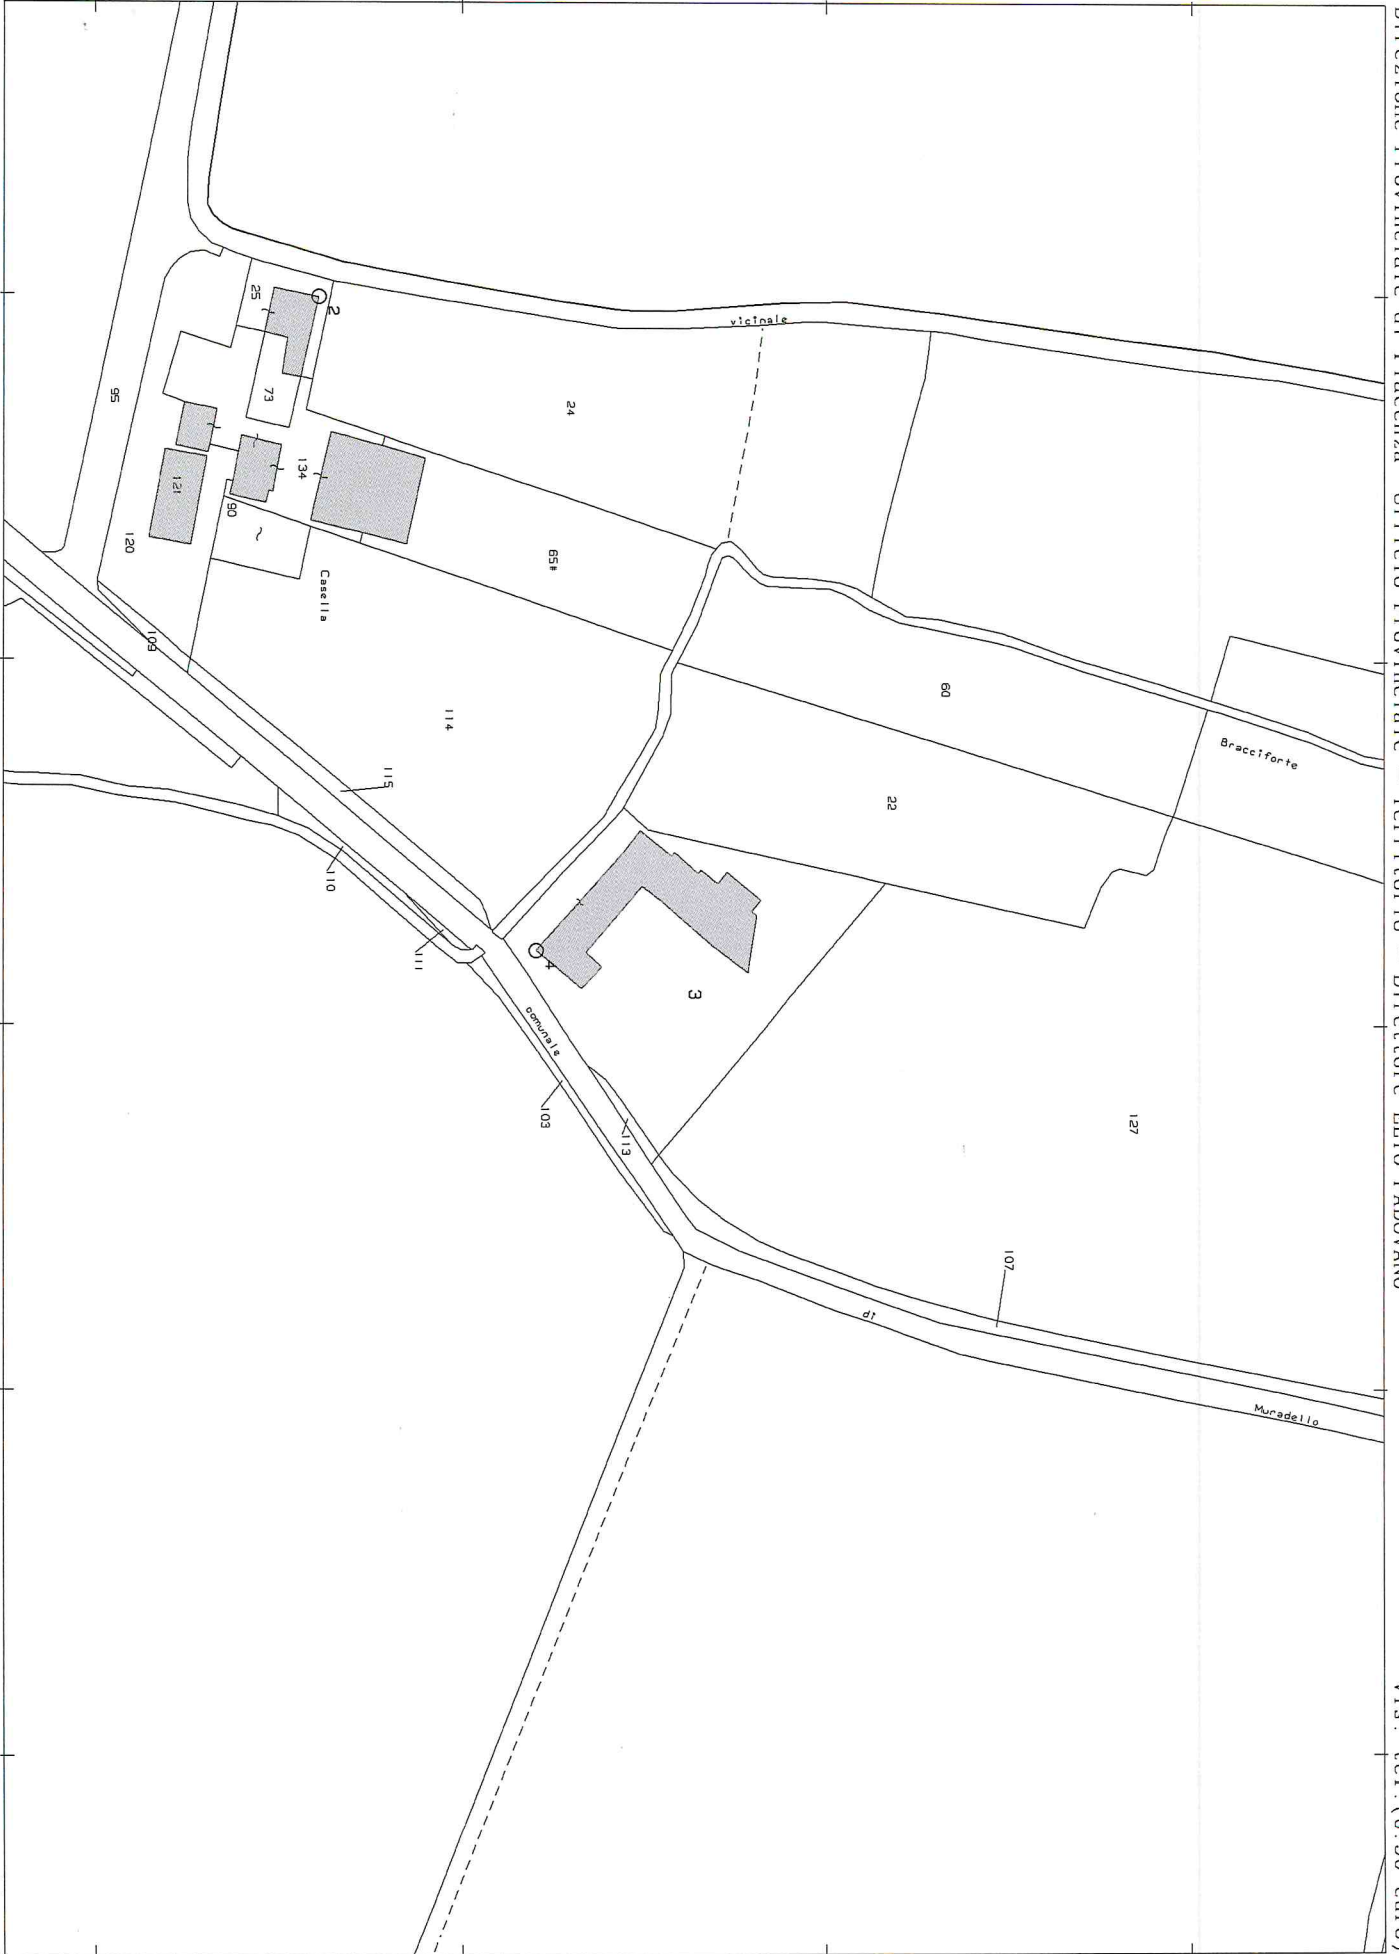 Direzione Provinciale di Piacenza Ufficio Provinciale - Territorio Direttore ELIO PADOVANO
Vis. tel. (0.90 euro)
vicinale
25
2
73
24
95
134
121
90
120
65#
Casella
109
60
Bracciforte
114
115
22
110
111
4
3
comunale
103
113
127
107
di
Muradello